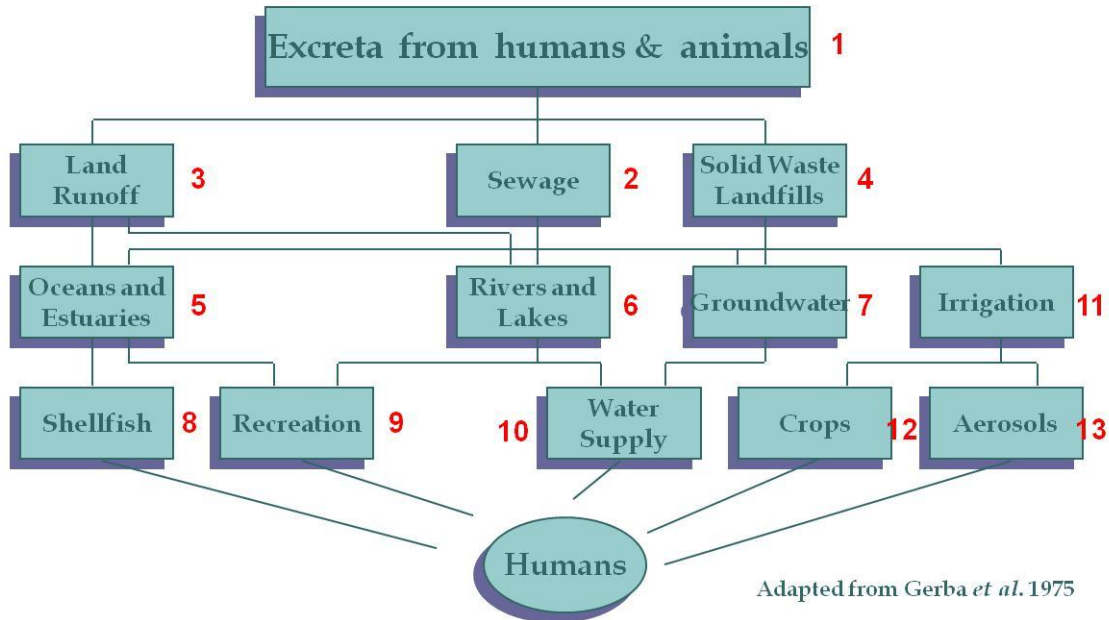 Excreta from humans & animals 1
Land
Runoff
3
Sewage 2
Solid Waste
Landfills
4
Oceans and
Estuaries
5
Rivers and
Lakes
6
Groundwater 7
Irrigation 11
Shellfish 8
Recreation 9
10
Water
Supply
Crops 12
Aerosols 13
Humans
Adapted from Gerba et al. 1975